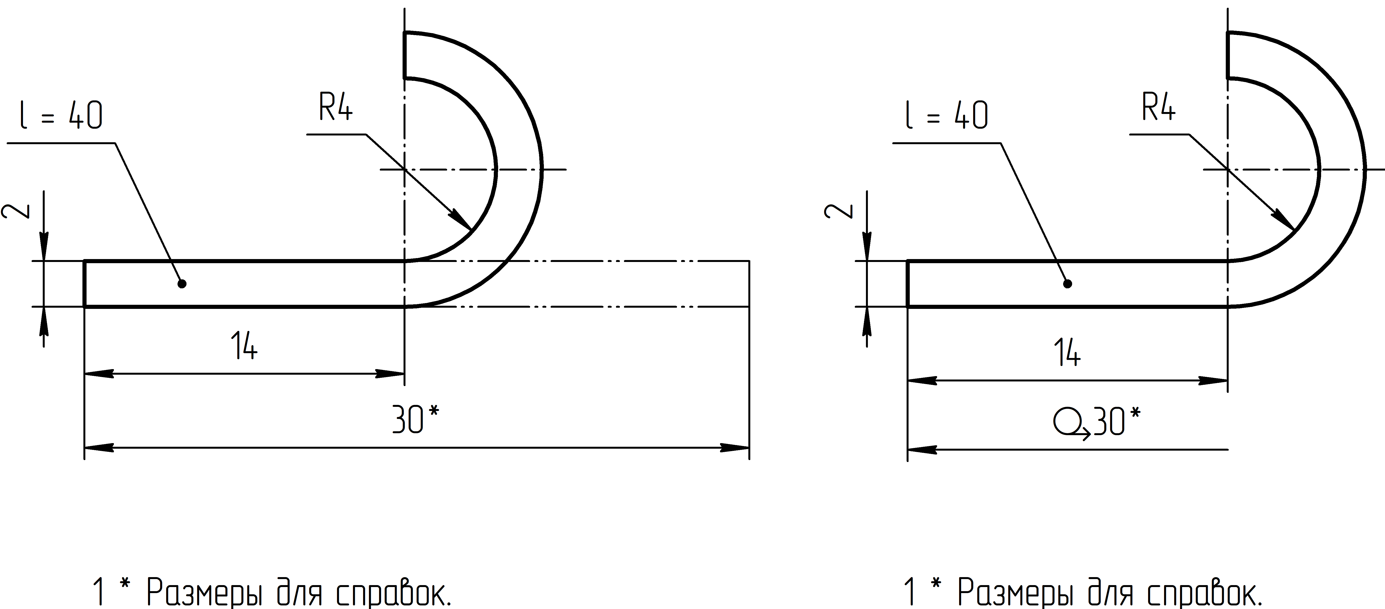 l = 40
R4
2
14
30*
1 * Размеры для справок.
l = 40
R4
2
14
30*
1 * Размеры для справок.